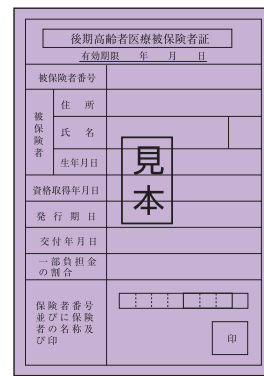 後期高齢者医療被保険者証
有効期限　年　月　日
被保険者番号
被保険者
住　所
氏　名
生年月日
見本
資格取得年月日
発　行　期　日
交付年月日
一部負担金
の割合
保険者番号
並びに保険
者の名称及
び印
印